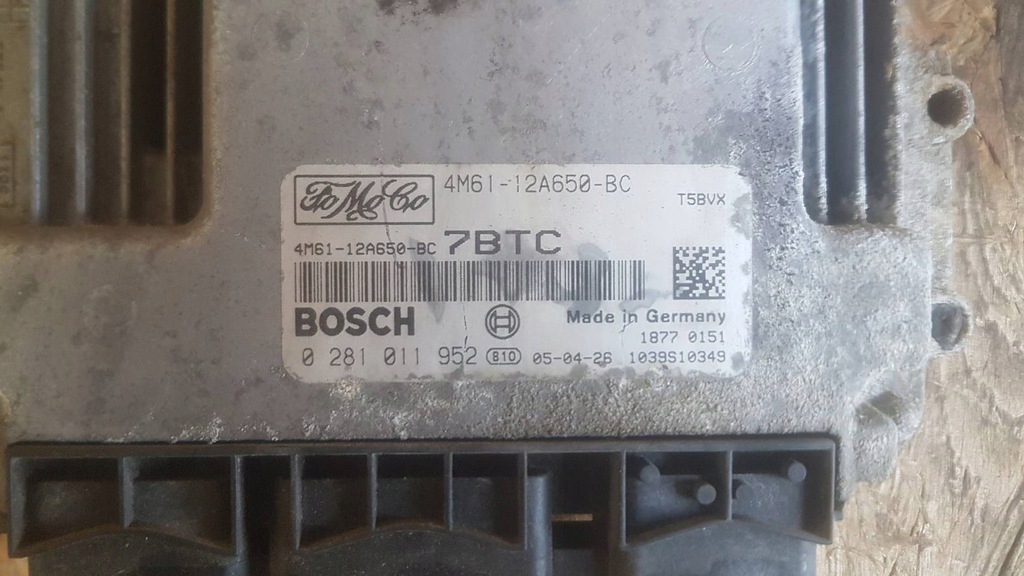 FoMoCo 4M61-12A650-BC
T5BVX
4M61-12A650-BC 7BTC
BOSCH Made in Germany
1877 0151
0 281 011 952 B10 05-04-26 1039S10349